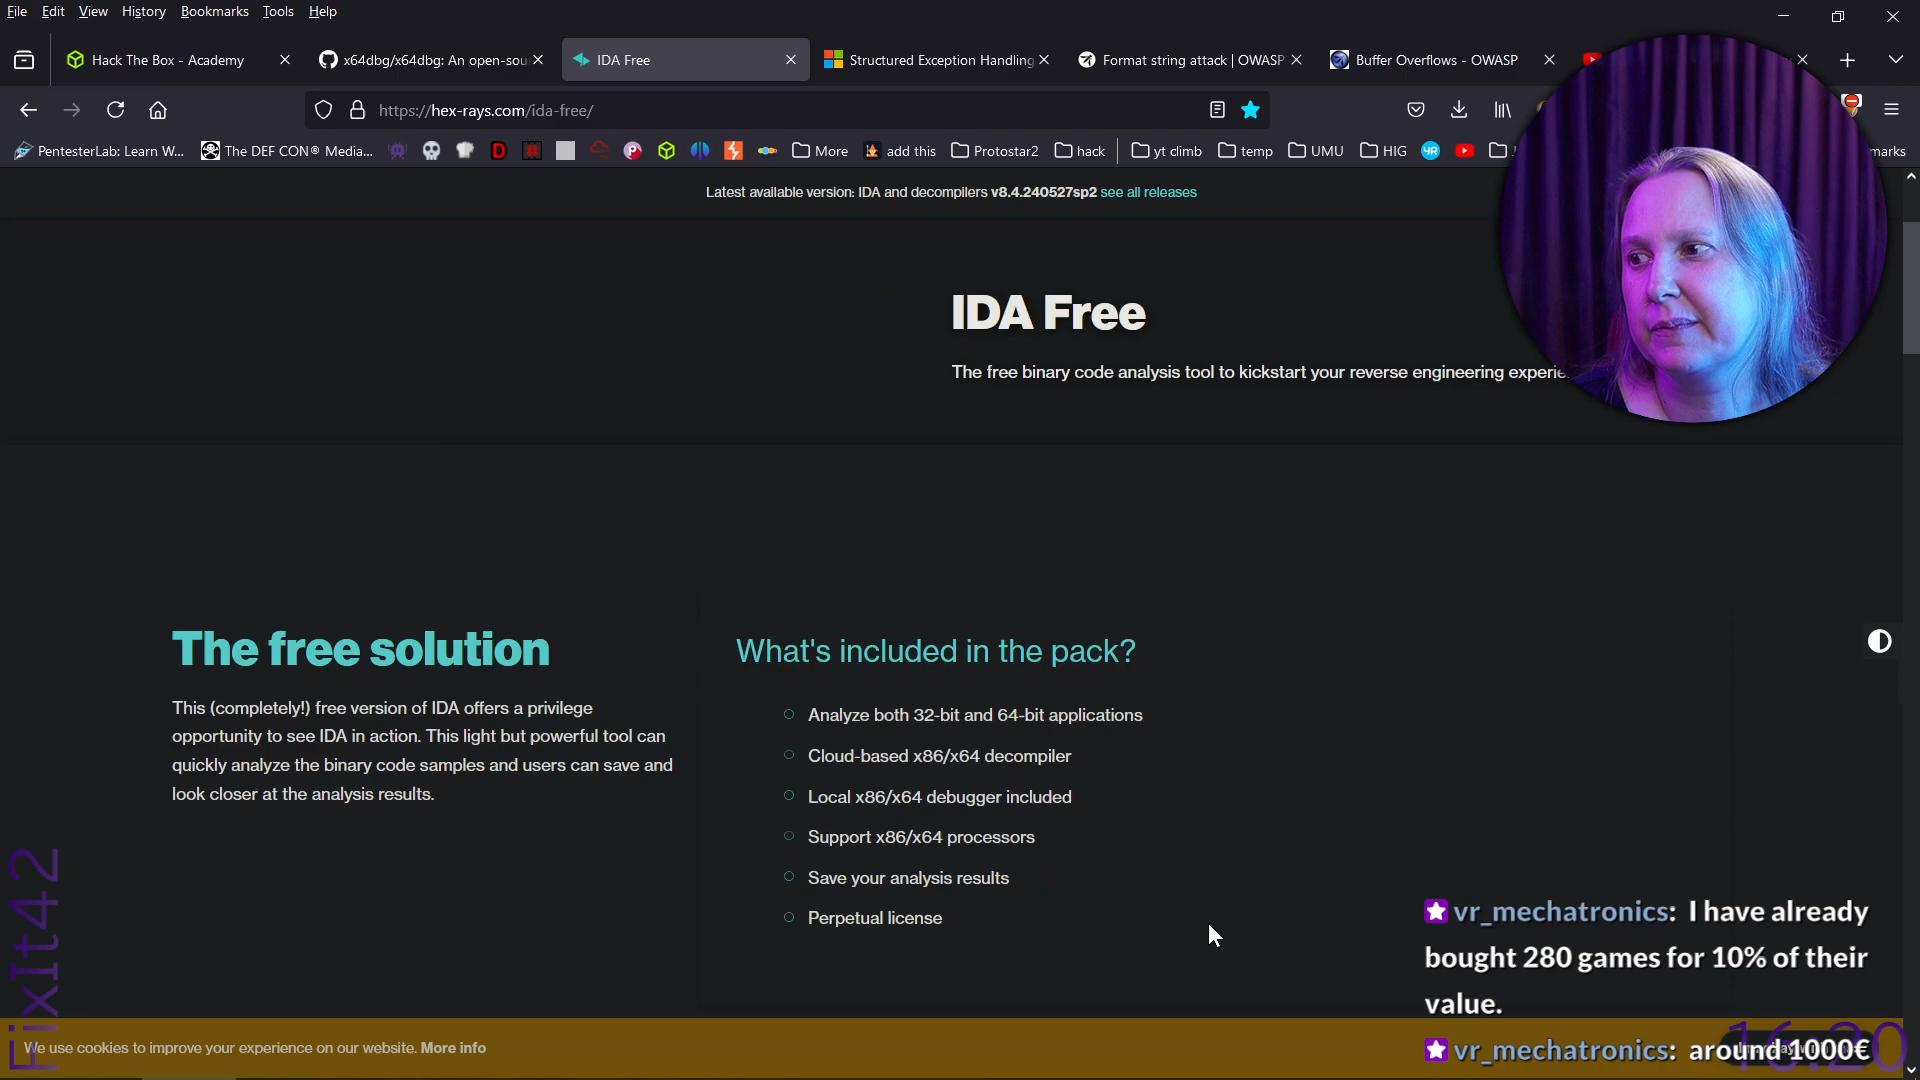 File Edit View History Bookmarks Tools Help
Hack The Box - Academy
x64dbg/x64dbg: An open-sou
IDA Free
Structured Exception Handling
Format string attack | OWASP
Buffer Overflows - OWASP
https://hex-rays.com/ida-free/
PentesterLab: Learn W...
The DEF CON® Media...
More
add this
Protostar2
hack
yt climb
temp
UMU
HIG
marks
Latest available version: IDA and decompilers v8.4.240527sp2 see all releases
IDA Free
The free binary code analysis tool to kickstart your reverse engineering experie
The free solution
This (completely!) free version of IDA offers a privilege
opportunity to see IDA in action. This light but powerful tool can
quickly analyze the binary code samples and users can save and
look closer at the analysis results.
What's included in the pack?
Analyze both 32-bit and 64-bit applications
Cloud-based x86/x64 decompiler
Local x86/x64 debugger included
Support x86/x64 processors
Save your analysis results
Perpetual license
FixIt42
vr_mechatronics: I have already
bought 280 games for 10% of their
value.
vr_mechatronics: around 1000€
16:20
We use cookies to improve your experience on our website. More info